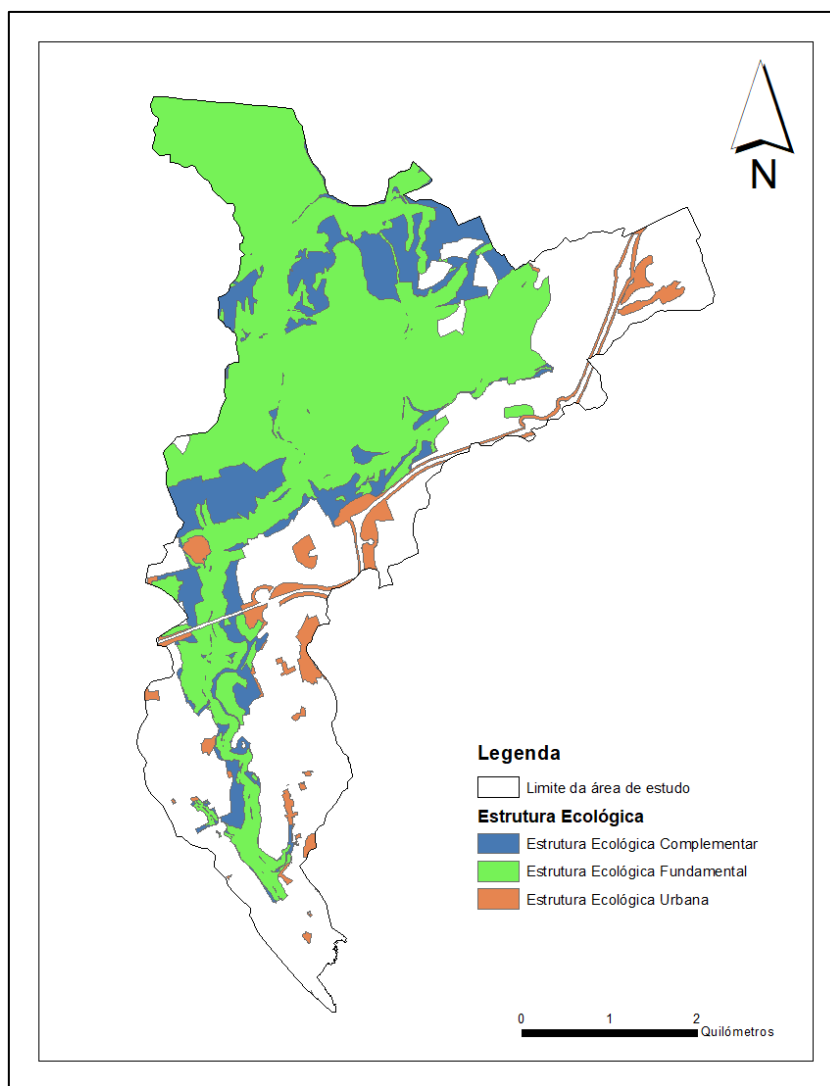 N
Legenda
Limite da área de estudo
Estrutura Ecológica
Estrutura Ecológica Complementar
Estrutura Ecológica Fundamental
Estrutura Ecológica Urbana
0 1 2
Quilómetros